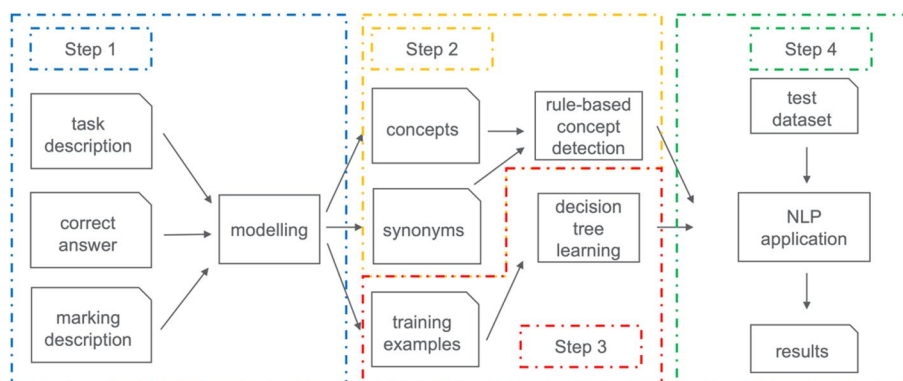 Step 1
task
description
correct
answer
marking
description
modelling
Step 2
concepts
synonyms
rule-based
concept
detection
training
examples
decision
tree
learning
Step 3
Step 4
test
dataset
NLP
application
results